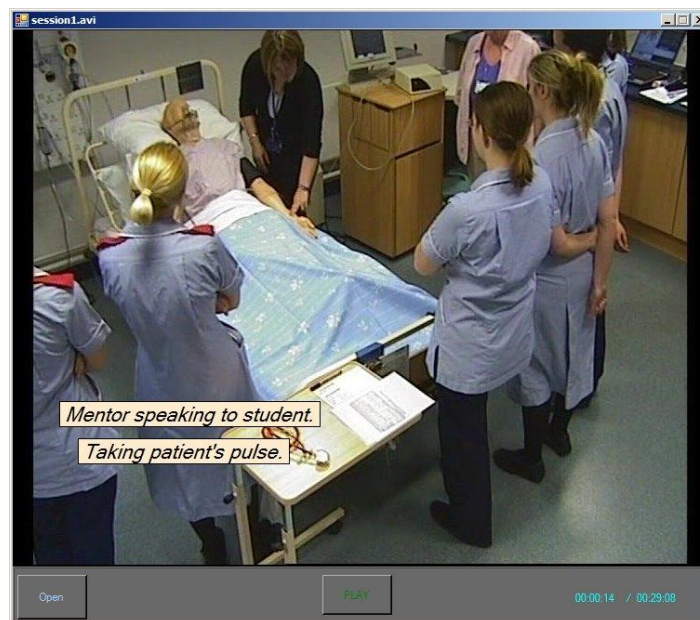 session1.avi
Mentor speaking to student.
Taking patient's pulse.
Open
PLAY
00:00:14 / 00:29:08